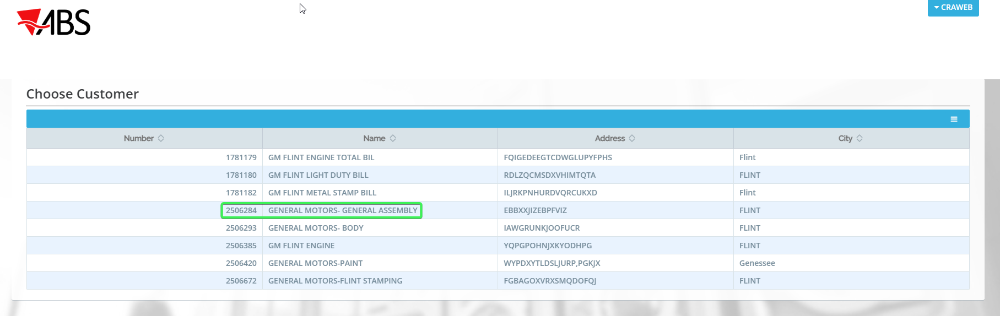 ABS
CRAWEB
Choose Customer
Number Name Address City
1781179 GM FLINT ENGINE TOTAL BIL FQIGEDEEGTCDWGLUPYFPHS Flint
1781180 GM FLINT LIGHT DUTY BILL RDLZQCMSDXVHIMTQTA FLINT
1781182 GM FLINT METAL STAMP BILL ILJRKPNHURDVQRCUKXD Flint
2506284 GENERAL MOTORS- GENERAL ASSEMBLY EBBXXJIZEBPFVIZ FLINT
2506293 GENERAL MOTORS- BODY IAWGRUNKJOOFUCR FLINT
2506385 GM FLINT ENGINE YQPGPOHNJXKYODHPG FLINT
2506420 GENERAL MOTORS-PAINT WYPDXYTLDSLJURP,PGKJX Genessee
2506672 GENERAL MOTORS-FLINT STAMPING FGBAGOXVRXSMQDOFQJ FLINT